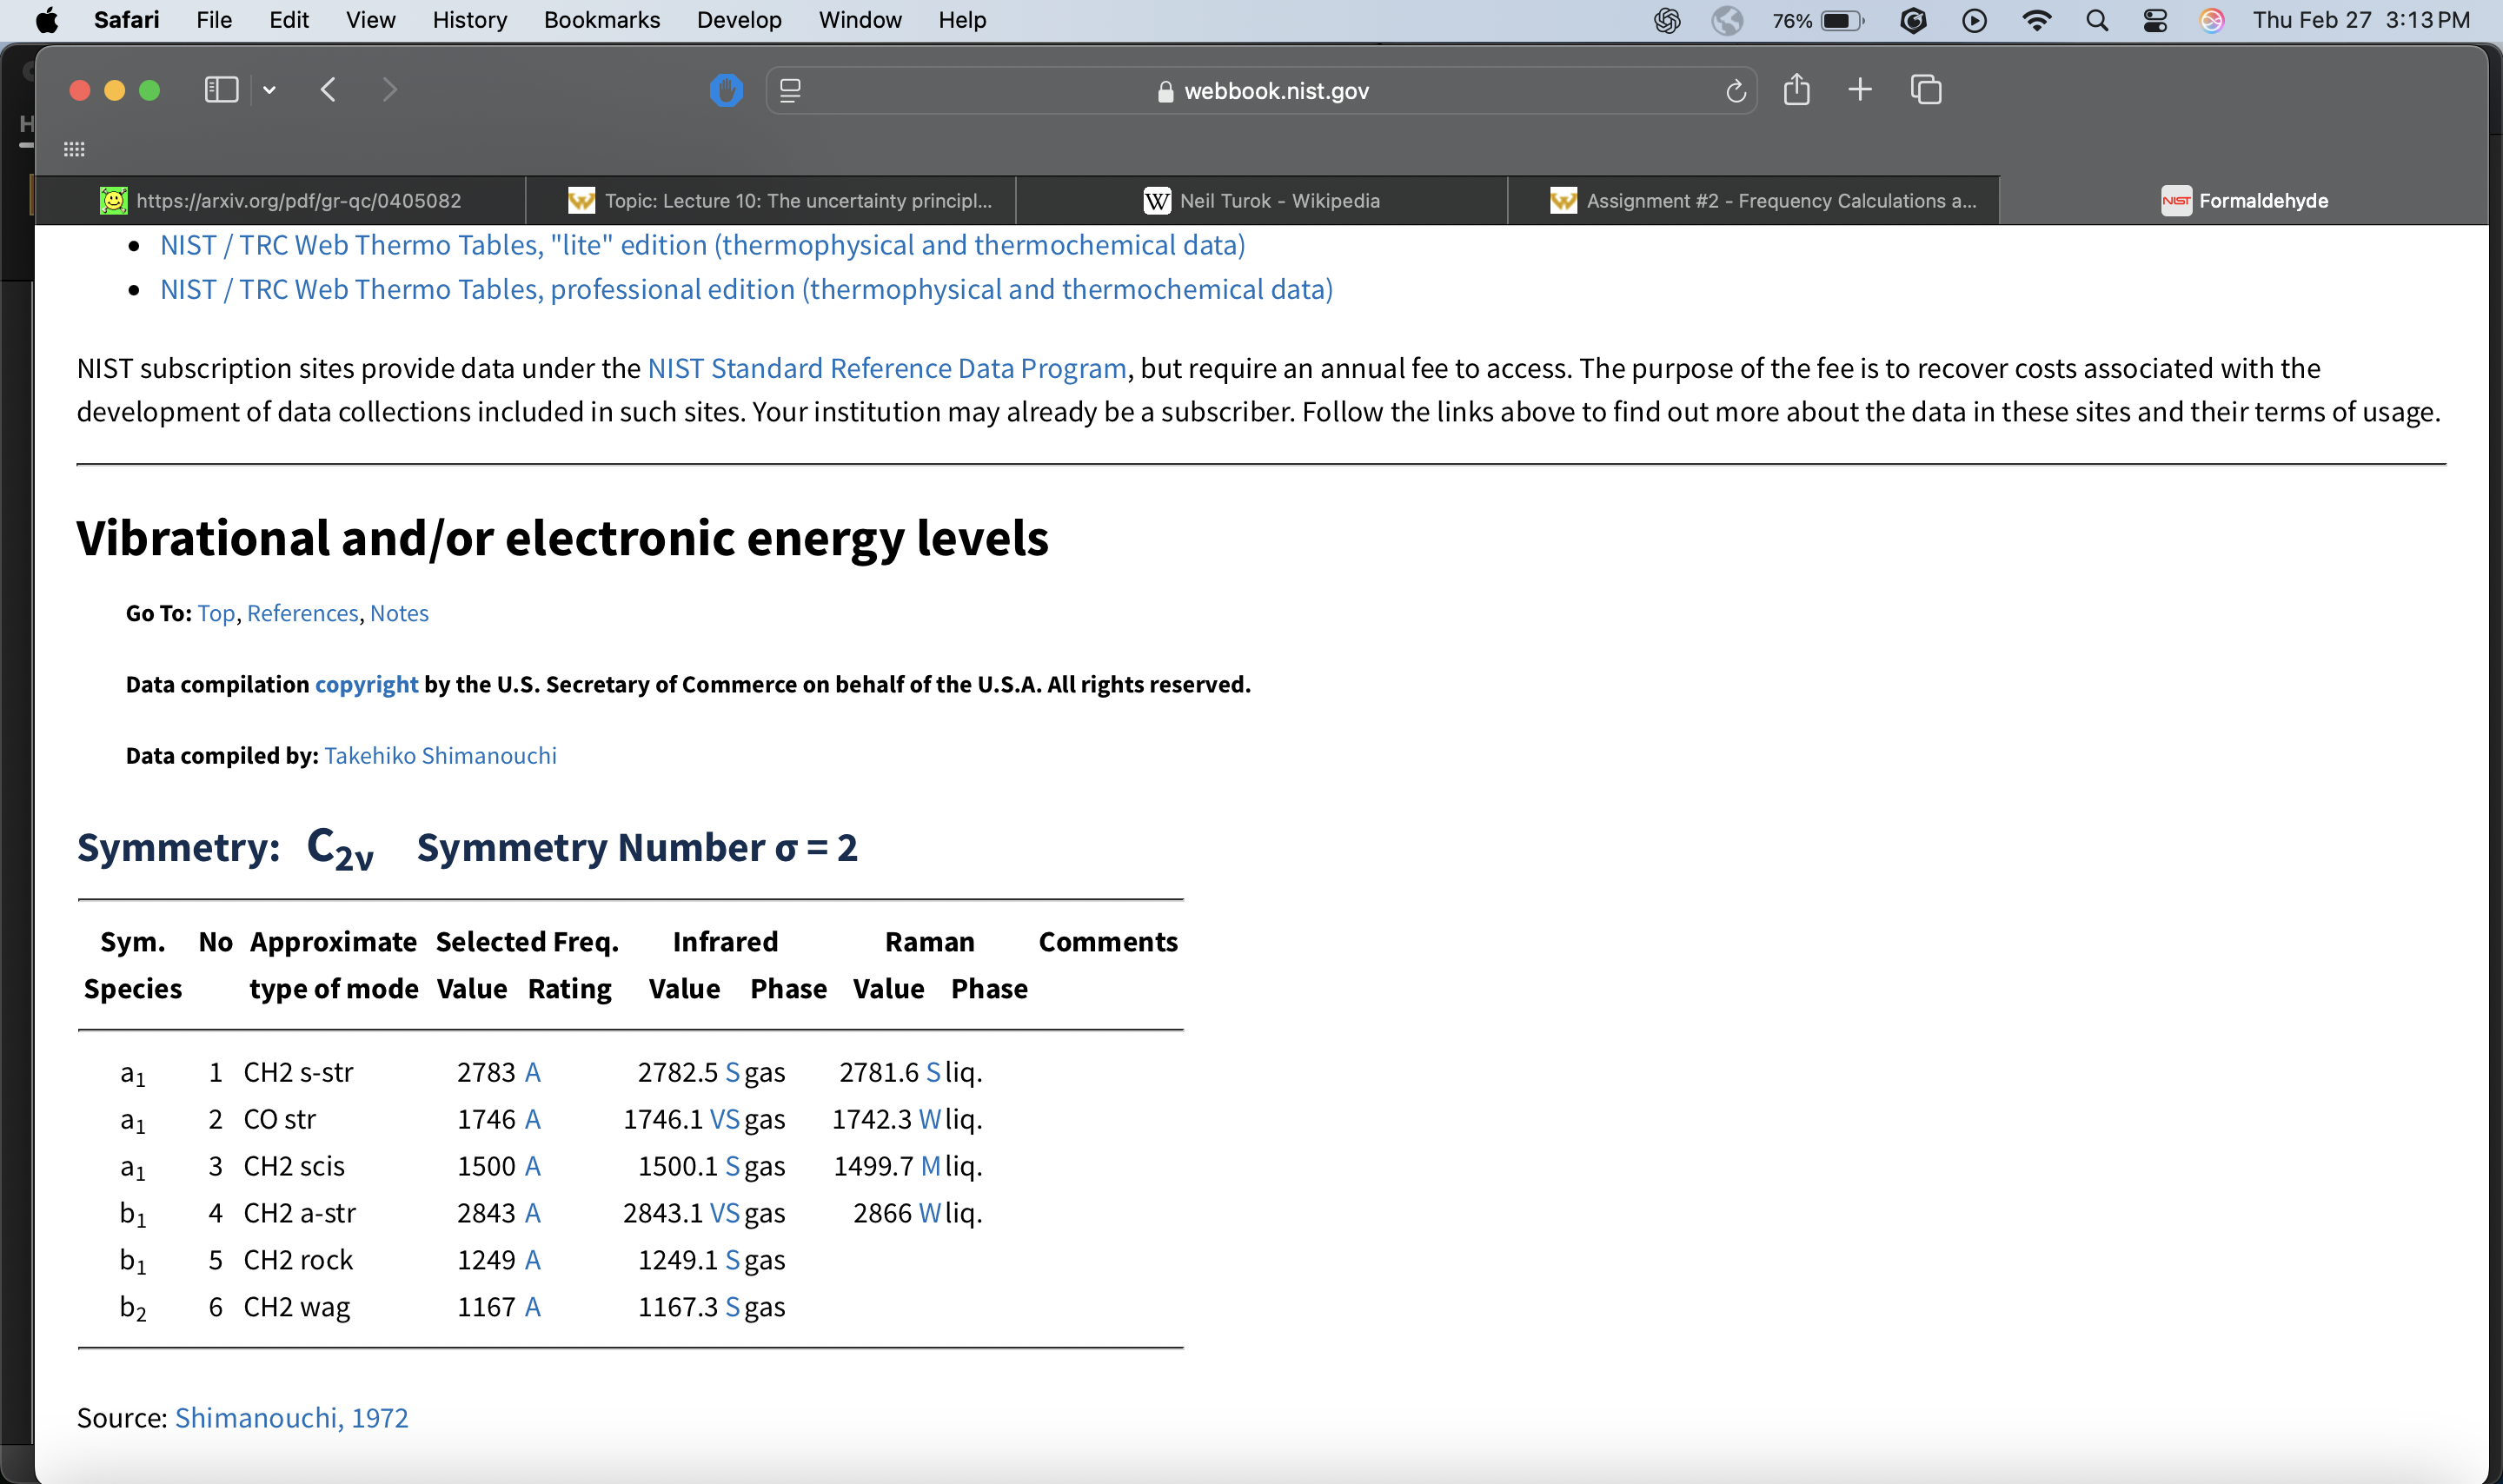 Safari File Edit View History Bookmarks Develop Window Help 76% Thu Feb 27 3:13 PM
webbook.nist.gov
https://arxiv.org/pdf/gr-qc/0405082 Topic: Lecture 10: The uncertainty principl... W Neil Turok - Wikipedia Assignment #2 - Frequency Calculations a... NIST Formaldehyde
• NIST / TRC Web Thermo Tables, "lite" edition (thermophysical and thermochemical data)
• NIST / TRC Web Thermo Tables, professional edition (thermophysical and thermochemical data)
NIST subscription sites provide data under the NIST Standard Reference Data Program, but require an annual fee to access. The purpose of the fee is to recover costs associated with the
development of data collections included in such sites. Your institution may already be a subscriber. Follow the links above to find out more about the data in these sites and their terms of usage.
Vibrational and/or electronic energy levels
Go To: Top, References, Notes
Data compilation copyright by the U.S. Secretary of Commerce on behalf of the U.S.A. All rights reserved.
Data compiled by: Takehiko Shimanouchi
Symmetry: C2ν Symmetry Number σ = 2
Sym. No Approximate Selected Freq. Infrared Raman Comments
Species type of mode Value Rating Value Phase Value Phase
a1 1 CH2 s-str 2783 A 2782.5 S gas 2781.6 S liq.
a1 2 CO str 1746 A 1746.1 VS gas 1742.3 W liq.
a1 3 CH2 scis 1500 A 1500.1 S gas 1499.7 M liq.
b1 4 CH2 a-str 2843 A 2843.1 VS gas 2866 W liq.
b1 5 CH2 rock 1249 A 1249.1 S gas
b2 6 CH2 wag 1167 A 1167.3 S gas
Source: Shimanouchi, 1972